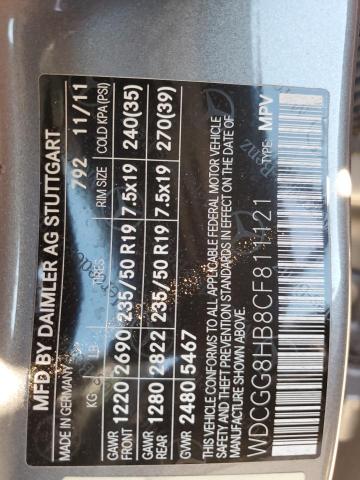 MFD BY DAIMLER AG STUTTGART
MADE IN GERMANY 792 11/11
KG LB TIRES RIM SIZE COLD KPA (PSI)
GAWR FRONT 1220 2690 235/50 R19 7.5x19 240(35)
GAWR REAR 1280 2822 235/50 R19 7.5x19 270(39)
GVWR 2480 5467
THIS VEHICLE CONFORMS TO ALL APPLICABLE FEDERAL MOTOR VEHICLE
SAFETY AND THEFT PREVENTION STANDARDS IN EFFECT ON THE DATE OF
MANUFACTURE SHOWN ABOVE.
WDCGG8HB8CF811121 TYPE: MPV